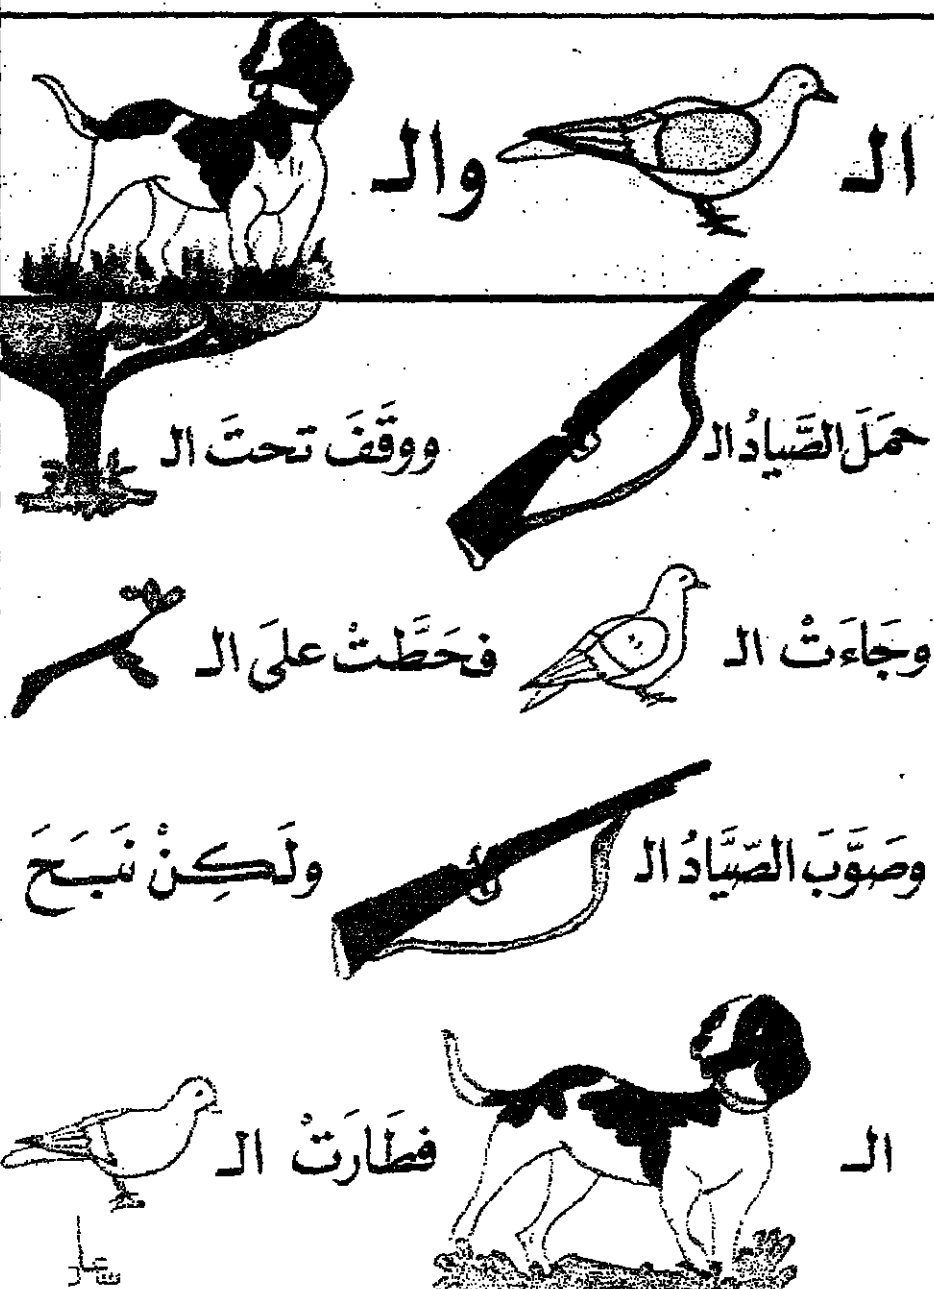 الـ والـ
حَمَلَ الصَّيادُ الـ ووقَفَ تحتَ الـ
وجَاءَتْ الـ فحَطَّتْ علىَ الـ
وصَوَّبَ الصَّيَّادُ الـ ولَكِنْ نَبَحَ
الـ فطَارَتْ الـ